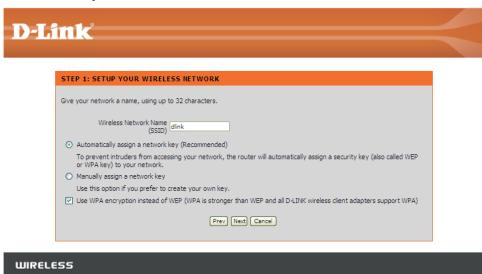 D-Link
STEP 1: SETUP YOUR WIRELESS NETWORK
Give your network a name, using up to 32 characters.
Wireless Network Name
(SSID)
dlink
Automatically assign a network key (Recommended)
To prevent intruders from accessing your network, the router will automatically assign a security key (also called WEP
or WPA key) to your network.
Manually assign a network key
Use this option if you prefer to create your own key.
Use WPA encryption instead of WEP (WPA is stronger than WEP and all D-LINK wireless client adapters support WPA)
Prev Next Cancel
WIRELESS